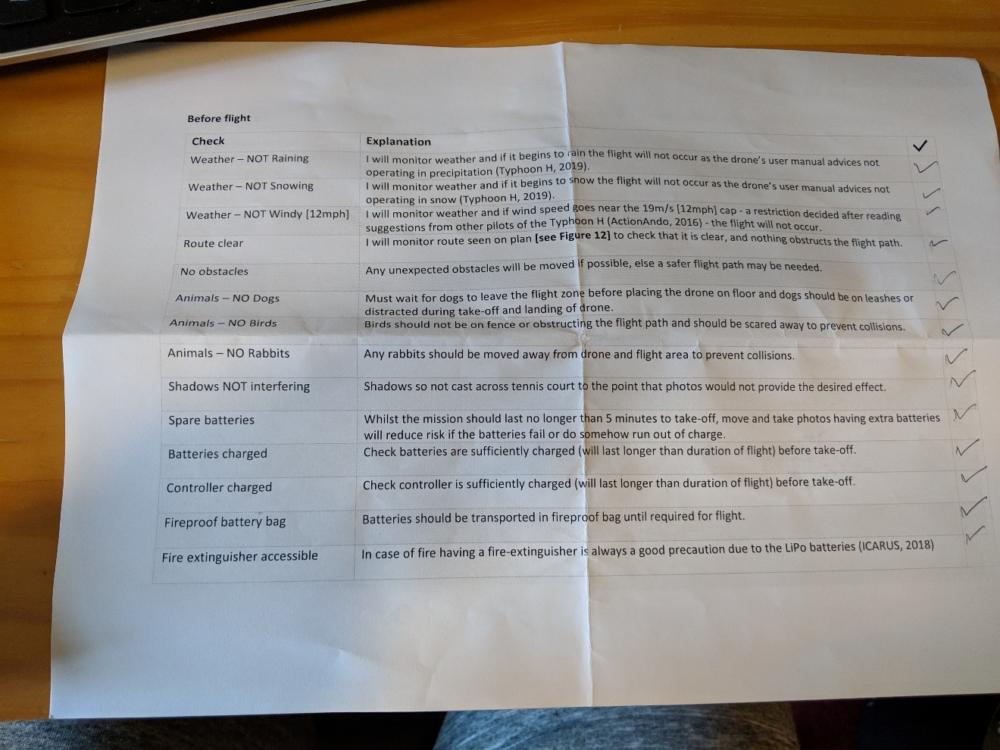 Before flight
Check Explanation ✓
Weather – NOT Raining I will monitor weather and if it begins to rain the flight will not occur as the drone's user manual advices not ✓
operating in precipitation (Typhoon H, 2019).
Weather – NOT Snowing I will monitor weather and if it begins to snow the flight will not occur as the drone's user manual advices not ✓
operating in snow (Typhoon H, 2019).
Weather – NOT Windy [12mph] I will monitor weather and if wind speed goes near the 19m/s [12mph] cap - a restriction decided after reading ✓
suggestions from other pilots of the Typhoon H (ActionAndo, 2016) - the flight will not occur.
Route clear I will monitor route seen on plan [see Figure 12] to check that it is clear, and nothing obstructs the flight path. ✓
No obstacles Any unexpected obstacles will be moved if possible, else a safer flight path may be needed. ✓
Animals – NO Dogs Must wait for dogs to leave the flight zone before placing the drone on floor and dogs should be on leashes or ✓
distracted during take-off and landing of drone.
Animals – NO Birds Birds should not be on fence or obstructing the flight path and should be scared away to prevent collisions. ✓
Animals – NO Rabbits Any rabbits should be moved away from drone and flight area to prevent collisions. ✓
Shadows NOT interfering Shadows so not cast across tennis court to the point that photos would not provide the desired effect. ✓
Spare batteries Whilst the mission should last no longer than 5 minutes to take-off, move and take photos having extra batteries ✓
will reduce risk if the batteries fail or do somehow run out of charge.
Batteries charged Check batteries are sufficiently charged (will last longer than duration of flight) before take-off. ✓
Controller charged Check controller is sufficiently charged (will last longer than duration of flight) before take-off. ✓
Fireproof battery bag Batteries should be transported in fireproof bag until required for flight. ✓
Fire extinguisher accessible In case of fire having a fire-extinguisher is always a good precaution due to the LiPo batteries (ICARUS, 2018) ✓